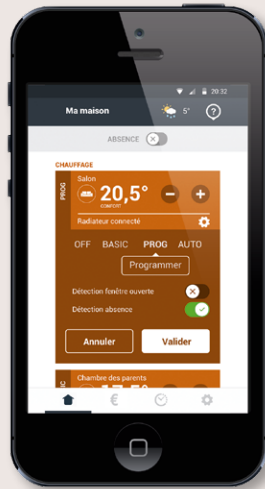 20:32
Ma maison 5° ?
ABSENCE
CHAUFFAGE
PROG
Salon
20,5°
CONFORT
Radiateur connecté
OFF BASIC PROG AUTO
Programmer
Détection fenêtre ouverte
Détection absence
Annuler Valider
Chambre des parents
€